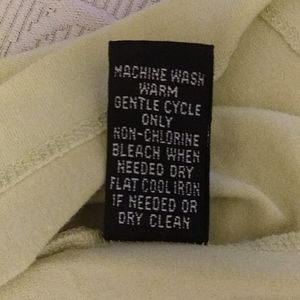 MACHINE WASH
WARM
GENTLE CYCLE
ONLY
NON-CHLORINE
BLEACH WHEN
NEEDED DRY
FLAT COOL IRON
IF NEEDED OR
DRY CLEAN